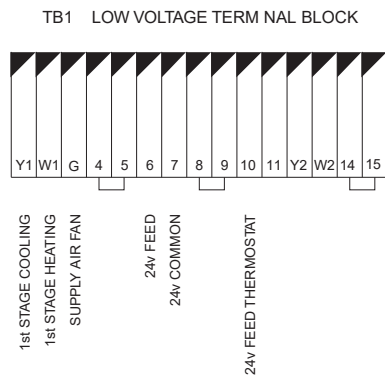 TB1 LOW VOLTAGE TERM NAL BLOCK
Y1 W1 G 4 5 6 7 8 9 10 11 Y2 W2 14 15
1st STAGE COOLING
1st STAGE HEATING
SUPPLY AIR FAN
24v FEED
24v COMMON
24v FEED THERMOSTAT